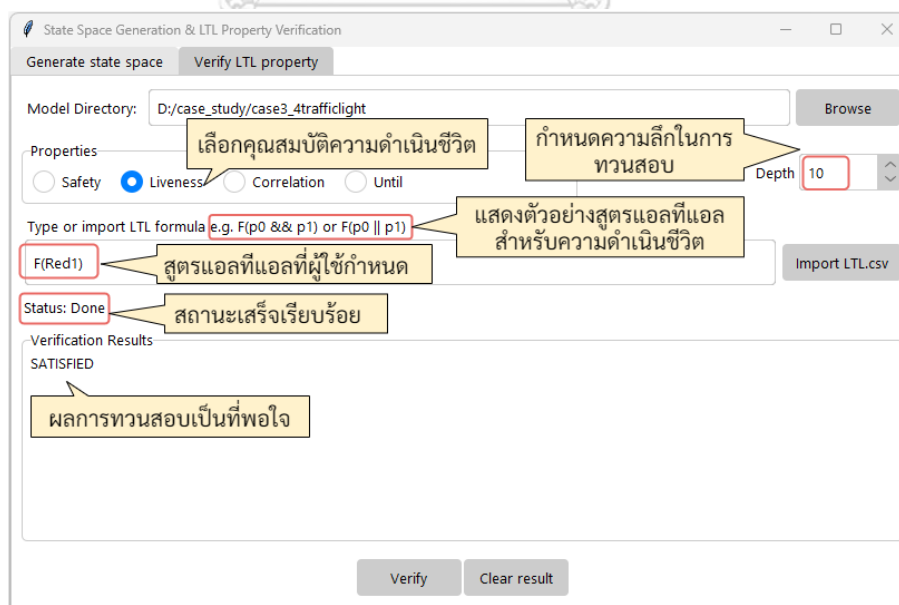 State Space Generation & LTL Property Verification
Generate state space
Verify LTL property
Model Directory:
D:/case_study/case3_4trafficlight
Browse
เลือกคุณสมบัติความดำเนินชีวิต
กำหนดความลึกในการ
ทวนสอบ
Properties
Safety
Liveness
Correlation
Until
Depth
10
Type or import LTL formula e.g. F(p0 && p1) or F(p0 || p1)
แสดงตัวอย่างสูตรแอลทีแอล
สำหรับความดำเนินชีวิต
F(Red1)
สูตรแอลทีแอลที่ผู้ใช้กำหนด
Import LTL.csv
Status: Done
สถานะเสร็จเรียบร้อย
Verification Results
SATISFIED
ผลการทวนสอบเป็นที่พอใจ
Verify
Clear result